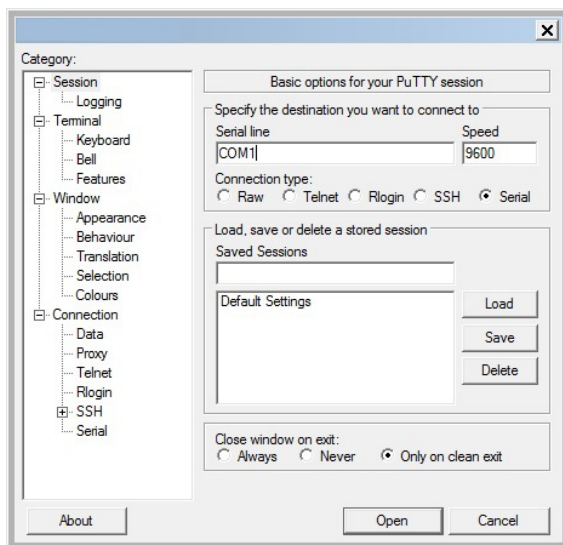 Category:
Session
Logging
Terminal
Keyboard
Bell
Features
Window
Appearance
Behaviour
Translation
Selection
Colours
Connection
Data
Proxy
Telnet
Rlogin
SSH
Serial
Basic options for your PuTTY session
Specify the destination you want to connect to
Serial line Speed
COM1 9600
Connection type:
Raw Telnet Rlogin SSH Serial
Load, save or delete a stored session
Saved Sessions
Default Settings
Load
Save
Delete
Close window on exit:
Always Never Only on clean exit
About Open Cancel